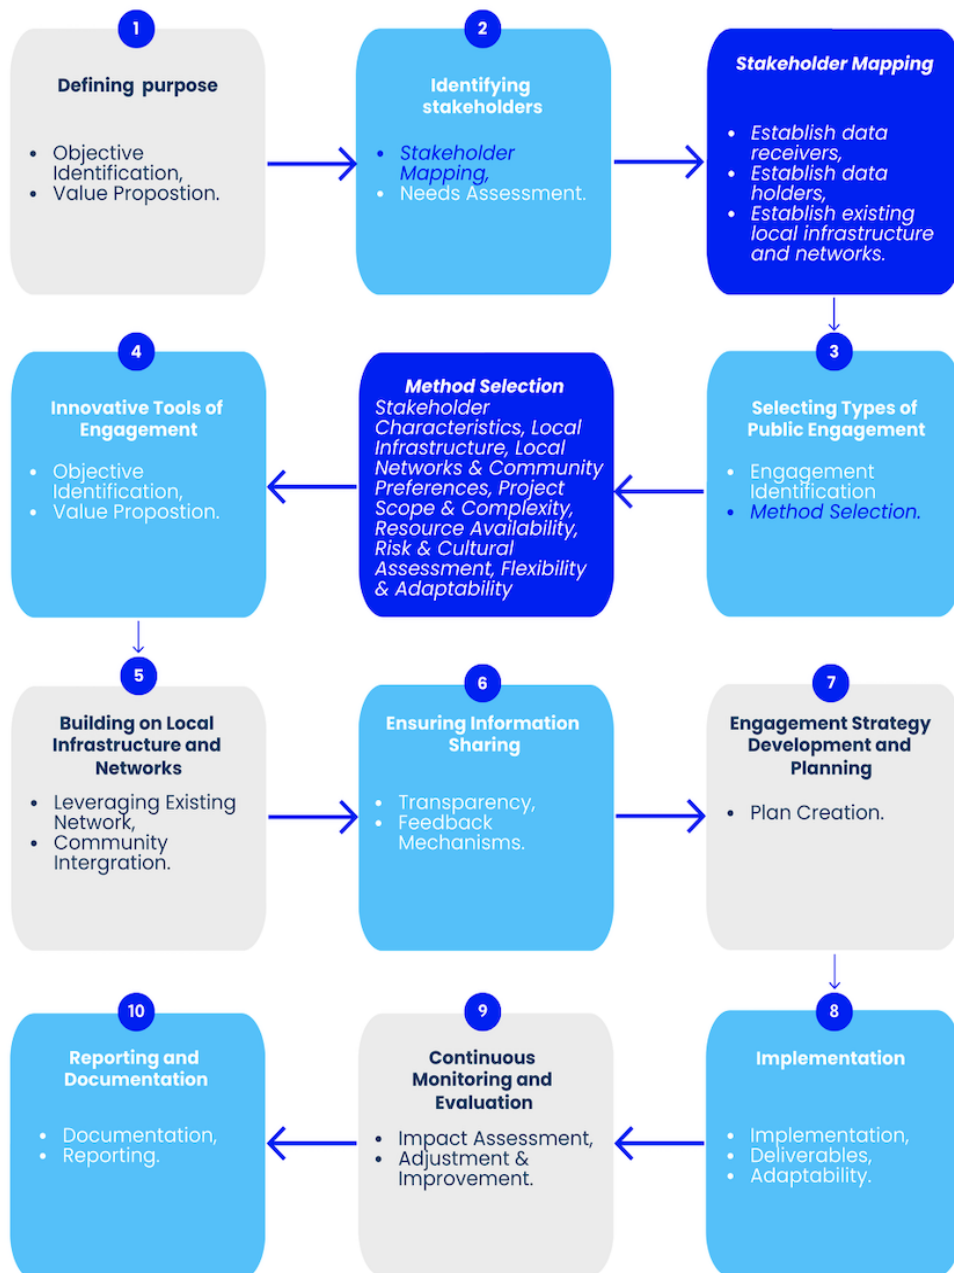 1
Defining purpose
• Objective
Identification,
• Value Propostion.
2
Identifying
stakeholders
• Stakeholder
Mapping,
• Needs Assessment.
Stakeholder Mapping
• Establish data
receivers,
• Establish data
holders,
• Establish existing
local infrastructure
and networks.
3
Selecting Types of
Public Engagement
• Engagement
Identification
• Method Selection.
Method Selection
Stakeholder
Characteristics, Local
Infrastructure, Local
Networks & Community
Preferences, Project
Scope & Complexity,
Resource Availability,
Risk & Cultural
Assessment, Flexibility
& Adaptability
4
Innovative Tools of
Engagement
• Objective
Identification,
• Value Propostion.
5
Building on Local
Infrastructure and
Networks
• Leveraging Existing
Network,
• Community
Intergration.
6
Ensuring Information
Sharing
• Transparency,
• Feedback
Mechanisms.
7
Engagement Strategy
Development and
Planning
• Plan Creation.
8
Implementation
• Implementation,
• Deliverables,
• Adaptability.
9
Continuous
Monitoring and
Evaluation
• Impact Assessment,
• Adjustment &
Improvement.
10
Reporting and
Documentation
• Documentation,
• Reporting.